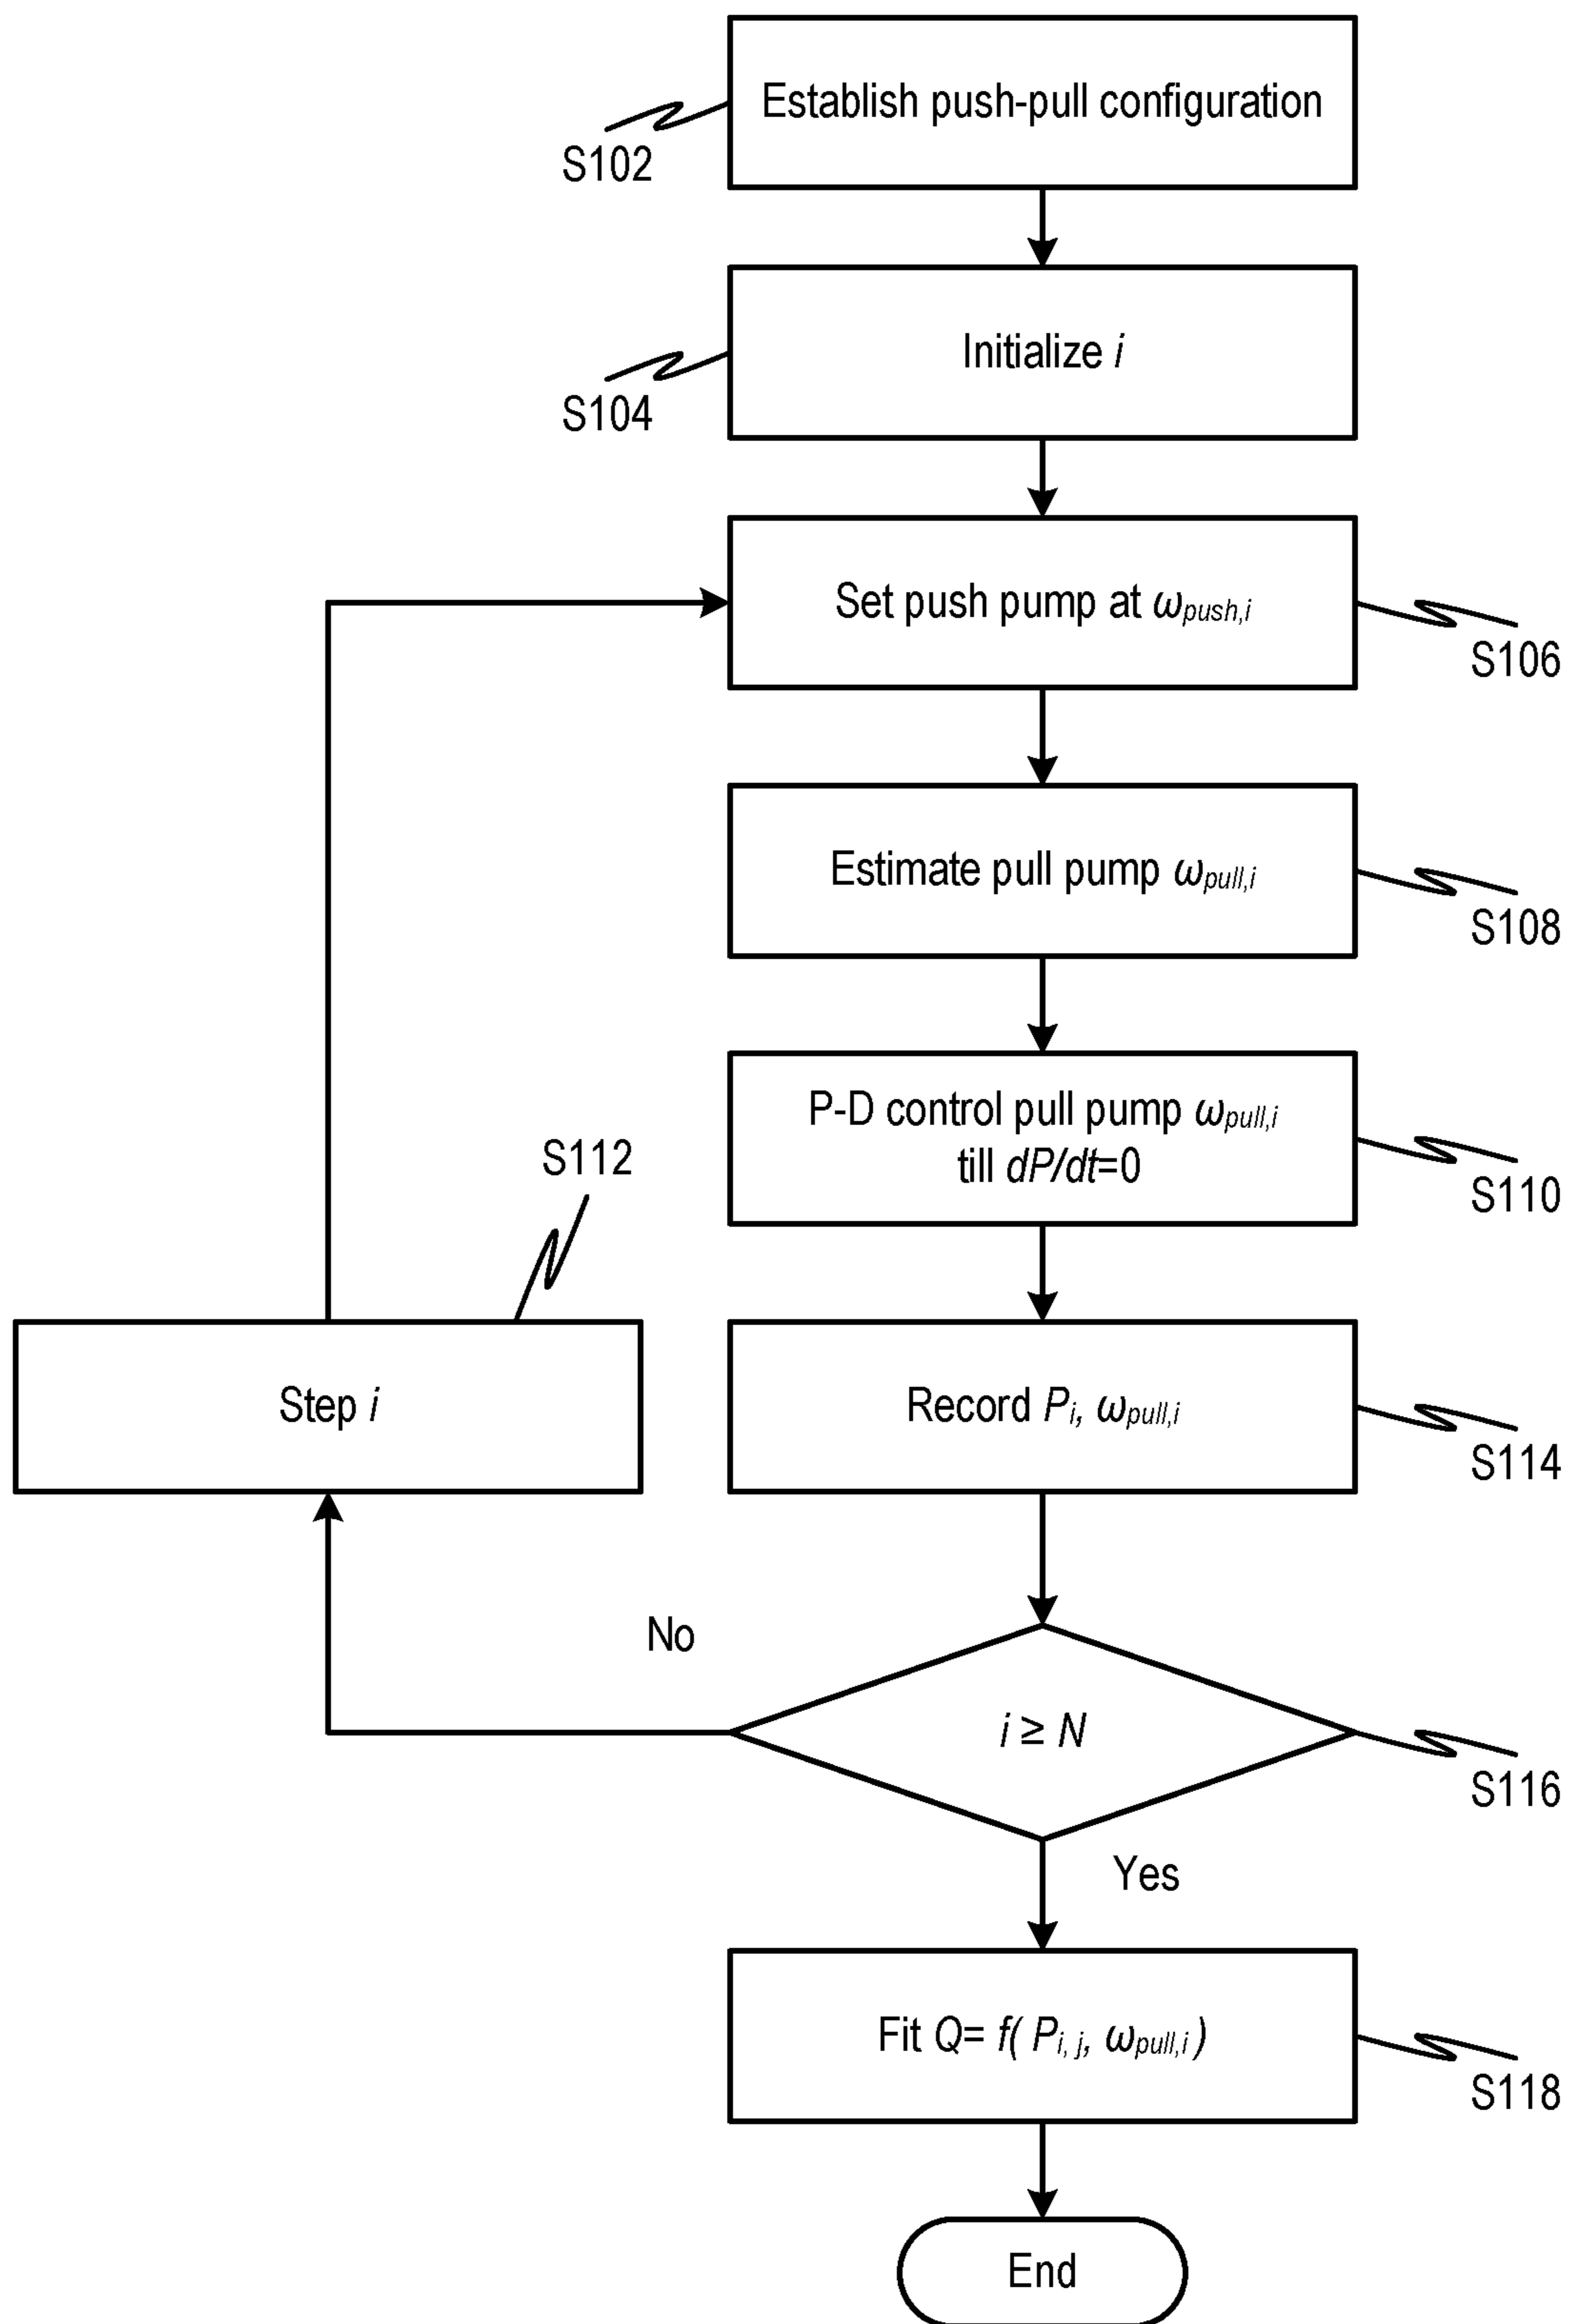 Establish push-pull configuration
S102
Initialize i
S104
Set push pump at ωpush,i
S106
Estimate pull pump ωpull,i
S108
P-D control pull pump ωpull,i
till dP/dt=0
S110
S112
Step i
Record Pi, ωpull,i
S114
No
i ≥ N
S116
Yes
Fit Q= f( Pi, j, ωpull,i )
S118
End